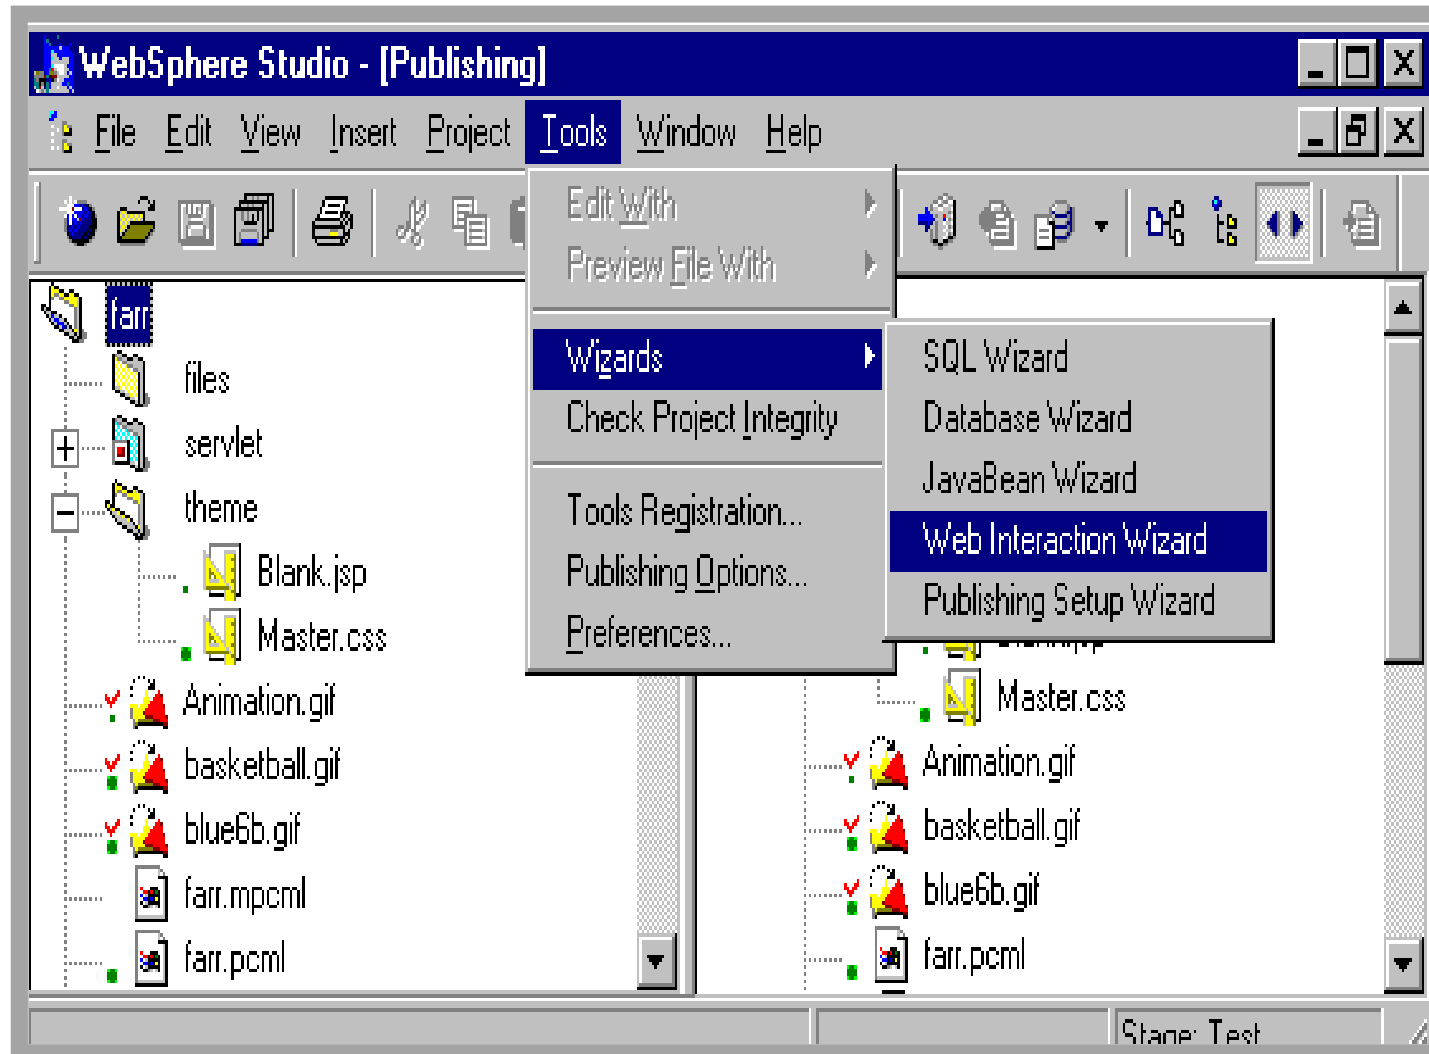 WebSphere Studio - [Publishing]
File Edit View Insert Project Tools Window Help
Edit With
Preview File With
Wizards
Check Project Integrity
Tools Registration...
Publishing Options...
Preferences...
SQL Wizard
Database Wizard
JavaBean Wizard
Web Interaction Wizard
Publishing Setup Wizard
farr
files
servlet
theme
Blank.jsp
Master.css
Animation.gif
basketball.gif
blue6b.gif
farr.mpcml
farr.pcml
Master.css
Animation.gif
basketball.gif
blue6b.gif
farr.pcml
Stage: Test